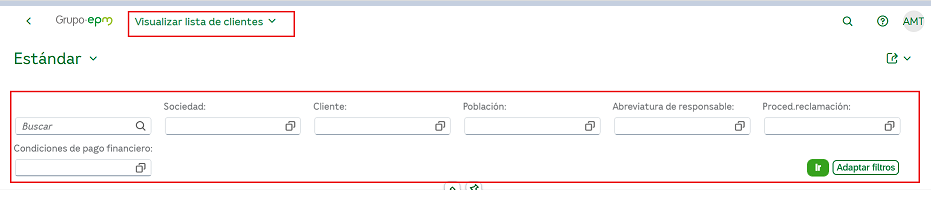 Grupo·epm Visualizar lista de clientes AMT
Estándar
Sociedad: Cliente: Población: Abreviatura de responsable: Proced.reclamación:
Buscar
Condiciones de pago financiero:
Ir Adaptar filtros